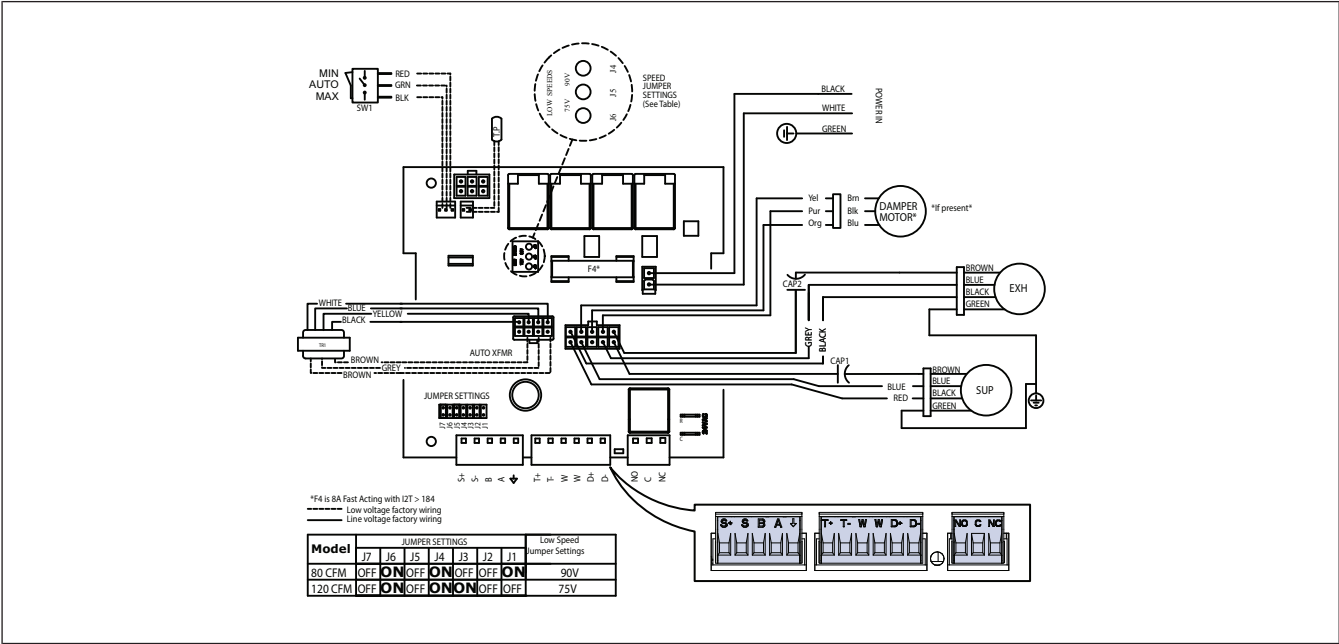 MIN
AUTO
MAX
SW1
RED
GRN
BLK
T.P
LOW SPEEDS
75V 90V
J6 J5 J4
SPEED
JUMPER
SETTINGS
(See Table)
BLACK
WHITE
GREEN
POWER IN
Yel Brn
Pur Blk
Org Blu
DAMPER
MOTOR*
*If present*
F4*
CAP2
BROWN
BLUE
BLACK
GREEN
EXH
GREY
BLACK
WHITE
BLUE
YELLOW
BLACK
BROWN
GREY
BROWN
AUTO XFMR
CAP1
BLUE
RED
BROWN
BLUE
BLACK
GREEN
SUP
JUMPER SETTINGS
J7 J6 J5 J4 J3 J2 J1
R
C
24VAC
S+ S- B A
T+ T- W W D+ D-
NO C NC
*F4 is 8A Fast Acting with I2T > 184
Low voltage factory wiring
Line voltage factory wiring
S+ S B A ↓
T+ T- W W D+ D-
NO C NC
Model JUMPER SETTINGS Low Speed
Jumper Settings
J7 J6 J5 J4 J3 J2 J1
80 CFM OFF ON OFF ON OFF OFF ON 90V
120 CFM OFF ON OFF ON ON OFF OFF 75V